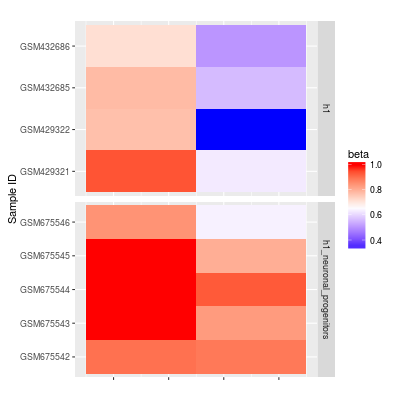 GSM432686
GSM432685
GSM429322
GSM429321
h1
GSM675546
GSM675545
GSM675544
GSM675543
GSM675542
h1_neuronal_progenitors
Sample ID
beta
1.0
0.8
0.6
0.4